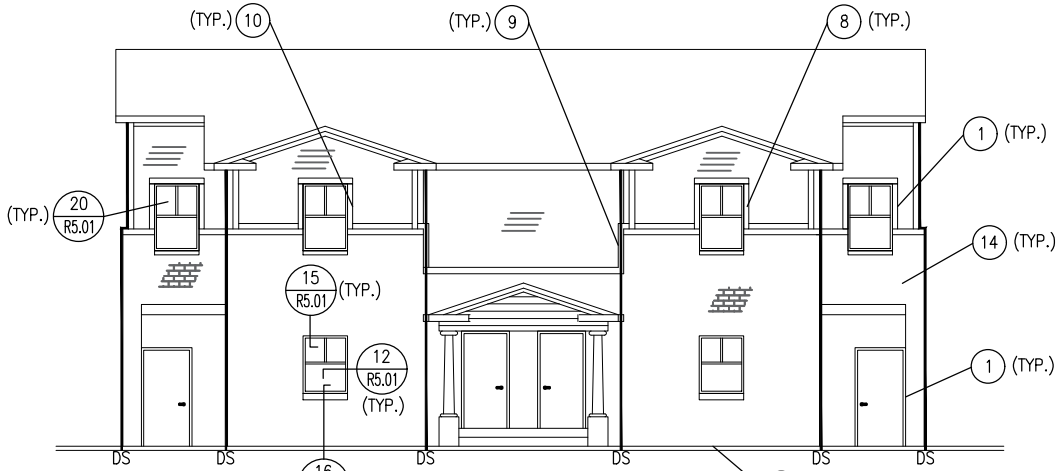 (TYP.) 10
(TYP.) 9
8 (TYP.)
1 (TYP.)
(TYP.) 20
R5.01
14 (TYP.)
15
R5.01 (TYP.)
12
R5.01
(TYP.)
1 (TYP.)
DS DS DS DS DS DS
16